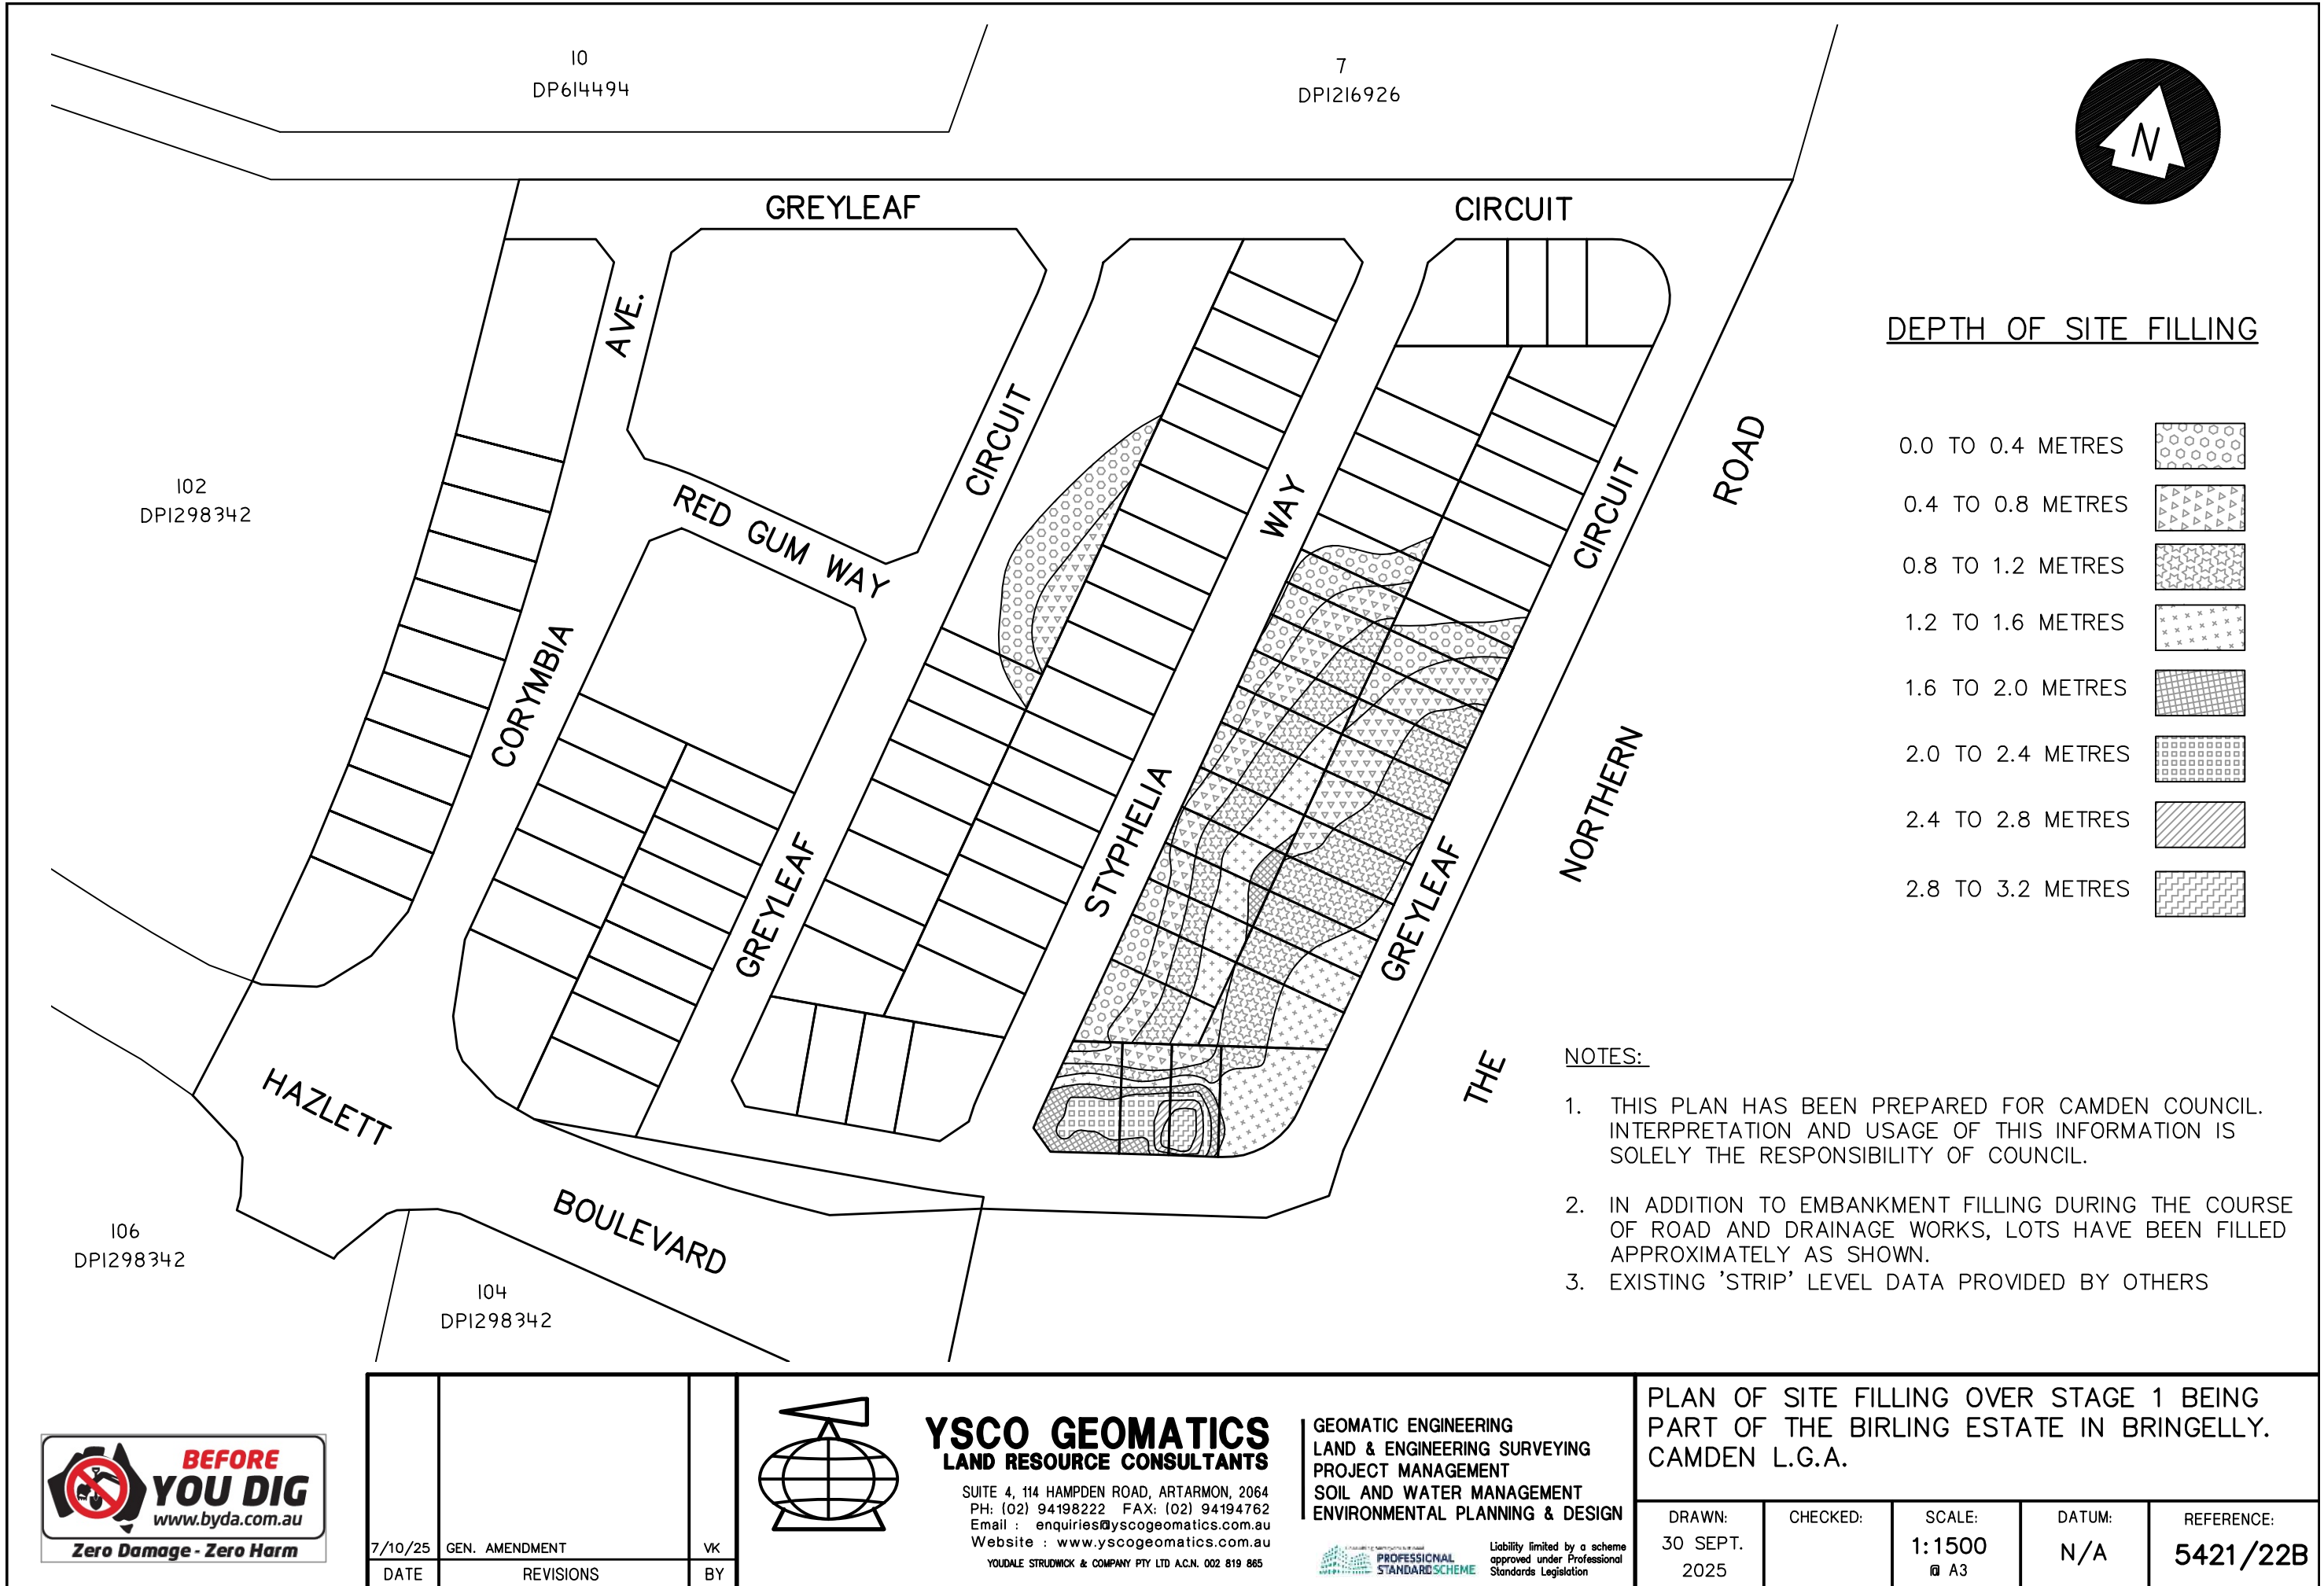 10
DP614494
7
DP1216926
N
GREYLEAF
CIRCUIT
AVE.
DEPTH OF SITE FILLING
CIRCUIT
ROAD
0.0 TO 0.4 METRES
102
DP1298342
RED GUM WAY
WAY
CIRCUIT
0.4 TO 0.8 METRES
0.8 TO 1.2 METRES
1.2 TO 1.6 METRES
CORYMBIA
1.6 TO 2.0 METRES
2.0 TO 2.4 METRES
NORTHERN
STYPHELIA
2.4 TO 2.8 METRES
GREYLEAF
GREYLEAF
2.8 TO 3.2 METRES
THE
HAZLETT
BOULEVARD
NOTES:
1. THIS PLAN HAS BEEN PREPARED FOR CAMDEN COUNCIL.
INTERPRETATION AND USAGE OF THIS INFORMATION IS
SOLELY THE RESPONSIBILITY OF COUNCIL.
2. IN ADDITION TO EMBANKMENT FILLING DURING THE COURSE
OF ROAD AND DRAINAGE WORKS, LOTS HAVE BEEN FILLED
APPROXIMATELY AS SHOWN.
3. EXISTING 'STRIP' LEVEL DATA PROVIDED BY OTHERS
106
DP1298342
104
DP1298342
BEFORE
YOU DIG
www.byda.com.au
Zero Damage - Zero Harm
7/10/25 GEN. AMENDMENT VK
DATE REVISIONS BY
YSCO GEOMATICS
LAND RESOURCE CONSULTANTS
SUITE 4, 114 HAMPDEN ROAD, ARTARMON, 2064
PH: (02) 94198222 FAX: (02) 94194762
Email : enquiries@yscogeomatics.com.au
Website : www.yscogeomatics.com.au
YOUDALE STRUDWICK & COMPANY PTY LTD A.C.N. 002 819 865
GEOMATIC ENGINEERING
LAND & ENGINEERING SURVEYING
PROJECT MANAGEMENT
SOIL AND WATER MANAGEMENT
ENVIRONMENTAL PLANNING & DESIGN
PROFESSIONAL
STANDARDS SCHEME
Liability limited by a scheme
approved under Professional
Standards Legislation
PLAN OF SITE FILLING OVER STAGE 1 BEING
PART OF THE BIRLING ESTATE IN BRINGELLY.
CAMDEN L.G.A.
DRAWN:
30 SEPT.
2025
CHECKED:
SCALE:
1:1500
@ A3
DATUM:
N/A
REFERENCE:
5421/22B